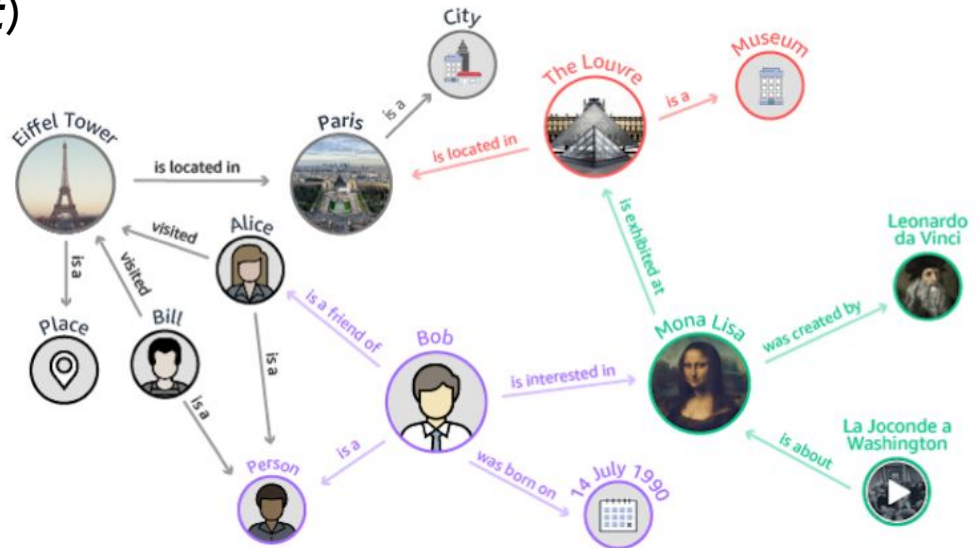 t)
City
Museum
The Louvre
is a
is a
Eiffel Tower
Paris
is located in
is located in
Leonardo
da Vinci
visited
Alice
is exhibited at
is a
visited
Place
Bill
is a friend of
Bob
Mona Lisa
was created by
is a
is interested in
is a
La Joconde a
Washington
is about
Person
is a
was born on
14 July 1990